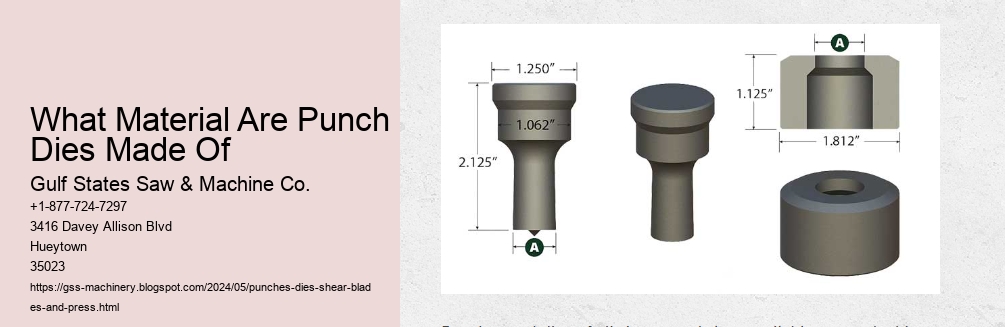 What Material Are Punch
Dies Made Of
Gulf States Saw & Machine Co.
+1-877-724-7297
3416 Davey Allison Blvd
Hueytown
35023
https://gss-machinery.blogspot.com/2024/05/punches-dies-shear-blad
es-and-press.html
1.250"
1.062"
2.125"
A
A
1.125"
1.812"